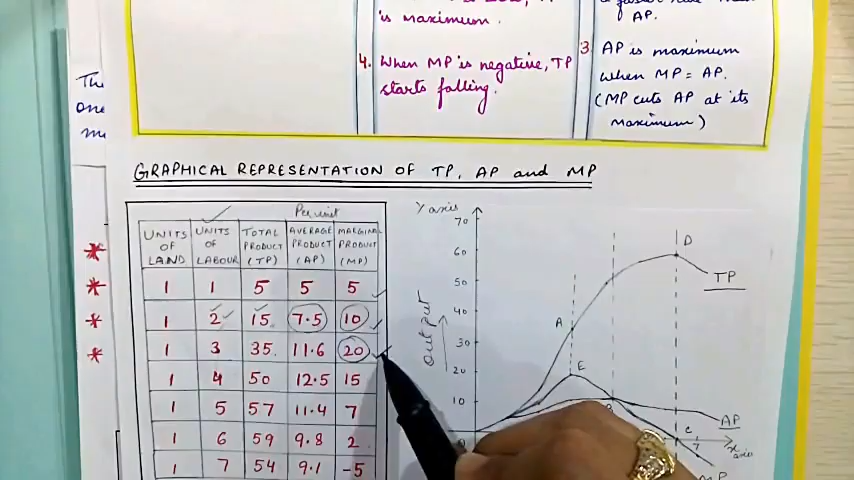 is maximum.
4. When MP is negative, TP
starts falling.
AP.
3. AP is maximum
when MP = AP.
(MP cuts AP at its
maximum)
one
GRAPHICAL REPRESENTATION OF TP, AP and MP
Per unit
UNITS OF LAND UNITS OF LABOUR TOTAL PRODUCT (TP) AVERAGE PRODUCT (AP) MARGINAL PRODUCT (MP)
1 1 5 5 5
1 2 15 7.5 10
1 3 35 11.6 20
1 4 50 12.5 15
1 5 57 11.4 7
1 6 59 9.8 2
1 7 54 9.1 -5
Y axis
70
60
50
40
30
20
10
0
Output
A
D
TP
E
AP
C
7
x axis
MP